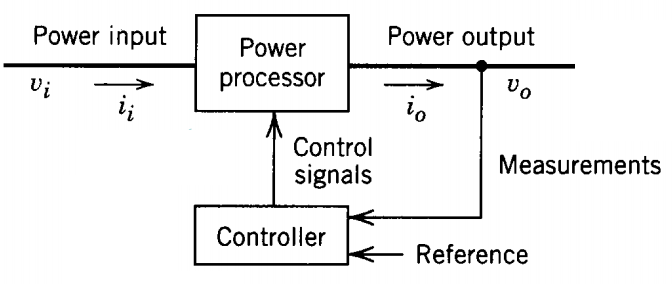 Power input
Power
processor
Power output
v_i
i_i
i_o
v_o
Control
signals
Measurements
Controller
Reference